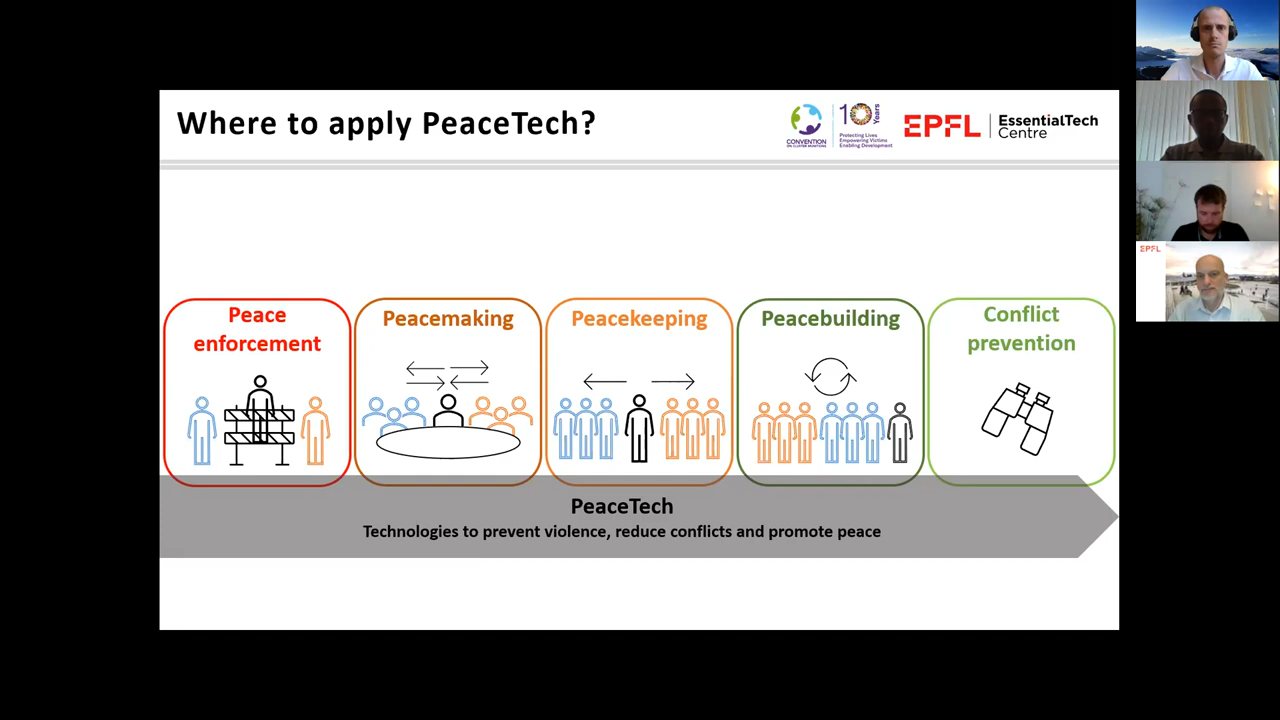 Where to apply PeaceTech?
CONVENTION
ON CLUSTER MUNITIONS
10 Years
Protecting Lives
Empowering Victims
Enabling Development
EPFL
EssentialTech
Centre
Peace
enforcement
Peacemaking
Peacekeeping
Peacebuilding
Conflict
prevention
PeaceTech
Technologies to prevent violence, reduce conflicts and promote peace
EPFL